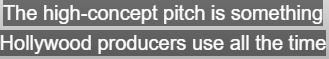 The high-concept pitch is something
Hollywood producers use all the time